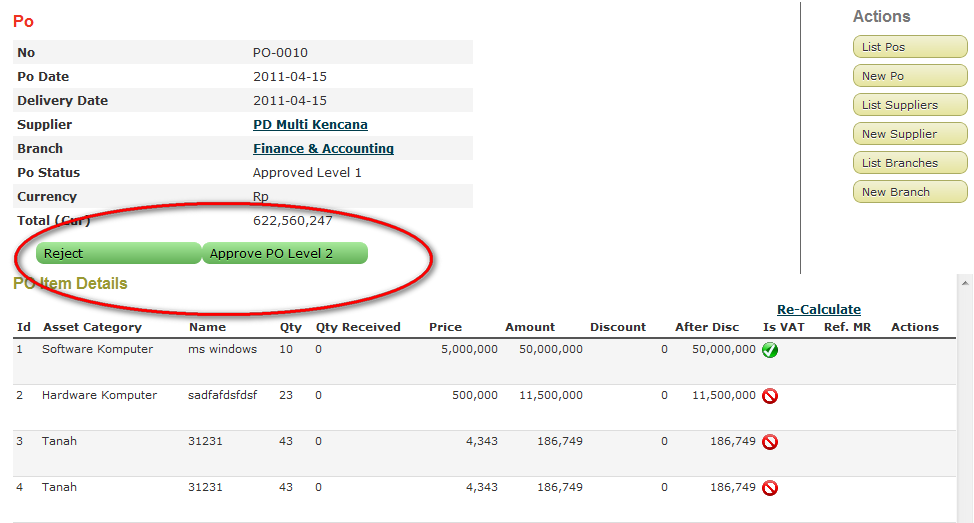 Po
No PO-0010
Po Date 2011-04-15
Delivery Date 2011-04-15
Supplier PD Multi Kencana
Branch Finance & Accounting
Po Status Approved Level 1
Currency Rp
Total (Cur) 622,560,247
Reject Approve PO Level 2
Actions
List Pos
New Po
List Suppliers
New Supplier
List Branches
New Branch
PO Item Details
Re-Calculate
Id Asset Category Name Qty Qty Received Price Amount Discount After Disc Is VAT Ref. MR Actions
1 Software Komputer ms windows 10 0 5,000,000 50,000,000 0 50,000,000
2 Hardware Komputer sadfafdsfdsf 23 0 500,000 11,500,000 0 11,500,000
3 Tanah 31231 43 0 4,343 186,749 0 186,749
4 Tanah 31231 43 0 4,343 186,749 0 186,749